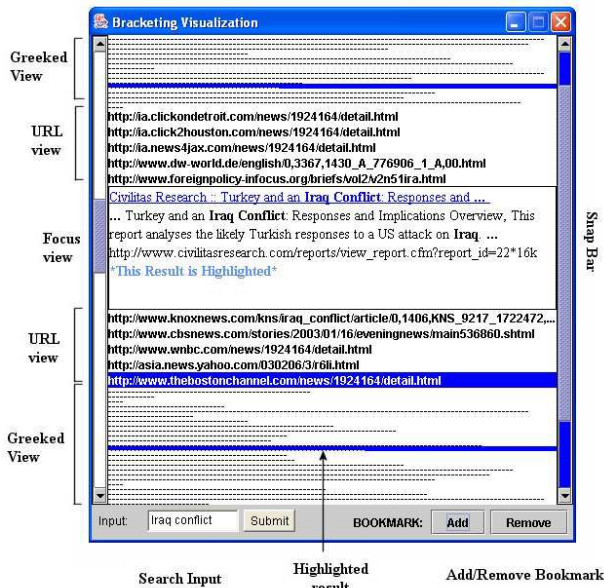 Bracketing Visualization
Greeked
View
URL
view
http://ia.clickondetroit.com/news/1924164/detail.html
http://ia.click2houston.com/news/1924164/detail.html
http://ia.news4jax.com/news/1924164/detail.html
http://www.dw-world.de/english/0,3367,1430_A_776906_1_A,00.html
http://www.foreignpolicy-infocus.org/briefs/vol2/v2n51ira.html
Focus
view
Civilitas Research :: Turkey and an Iraq Conflict: Responses and ...
... Turkey and an Iraq Conflict: Responses and Implications Overview, This
report analyses the likely Turkish responses to a US attack on Iraq. ...
http://www.civilitasresearch.com/reports/view_report.cfm?report_id=22*16k
*This Result is Highlighted*
Snap Bar
URL
view
http://www.knoxnews.com/kns/iraq_conflict/article/0,1406,KNS_9217_1722472,...
http://www.cbsnews.com/stories/2003/01/16/eveningnews/main536860.shtml
http://www.wnbc.com/news/1924164/detail.html
http://asia.news.yahoo.com/030206/3/r6li.html
http://www.thebostonchannel.com/news/1924164/detail.html
Greeked
View
Input: Iraq conflict Submit BOOKMARK: Add Remove
Search Input
Highlighted
result
Add/Remove Bookmark